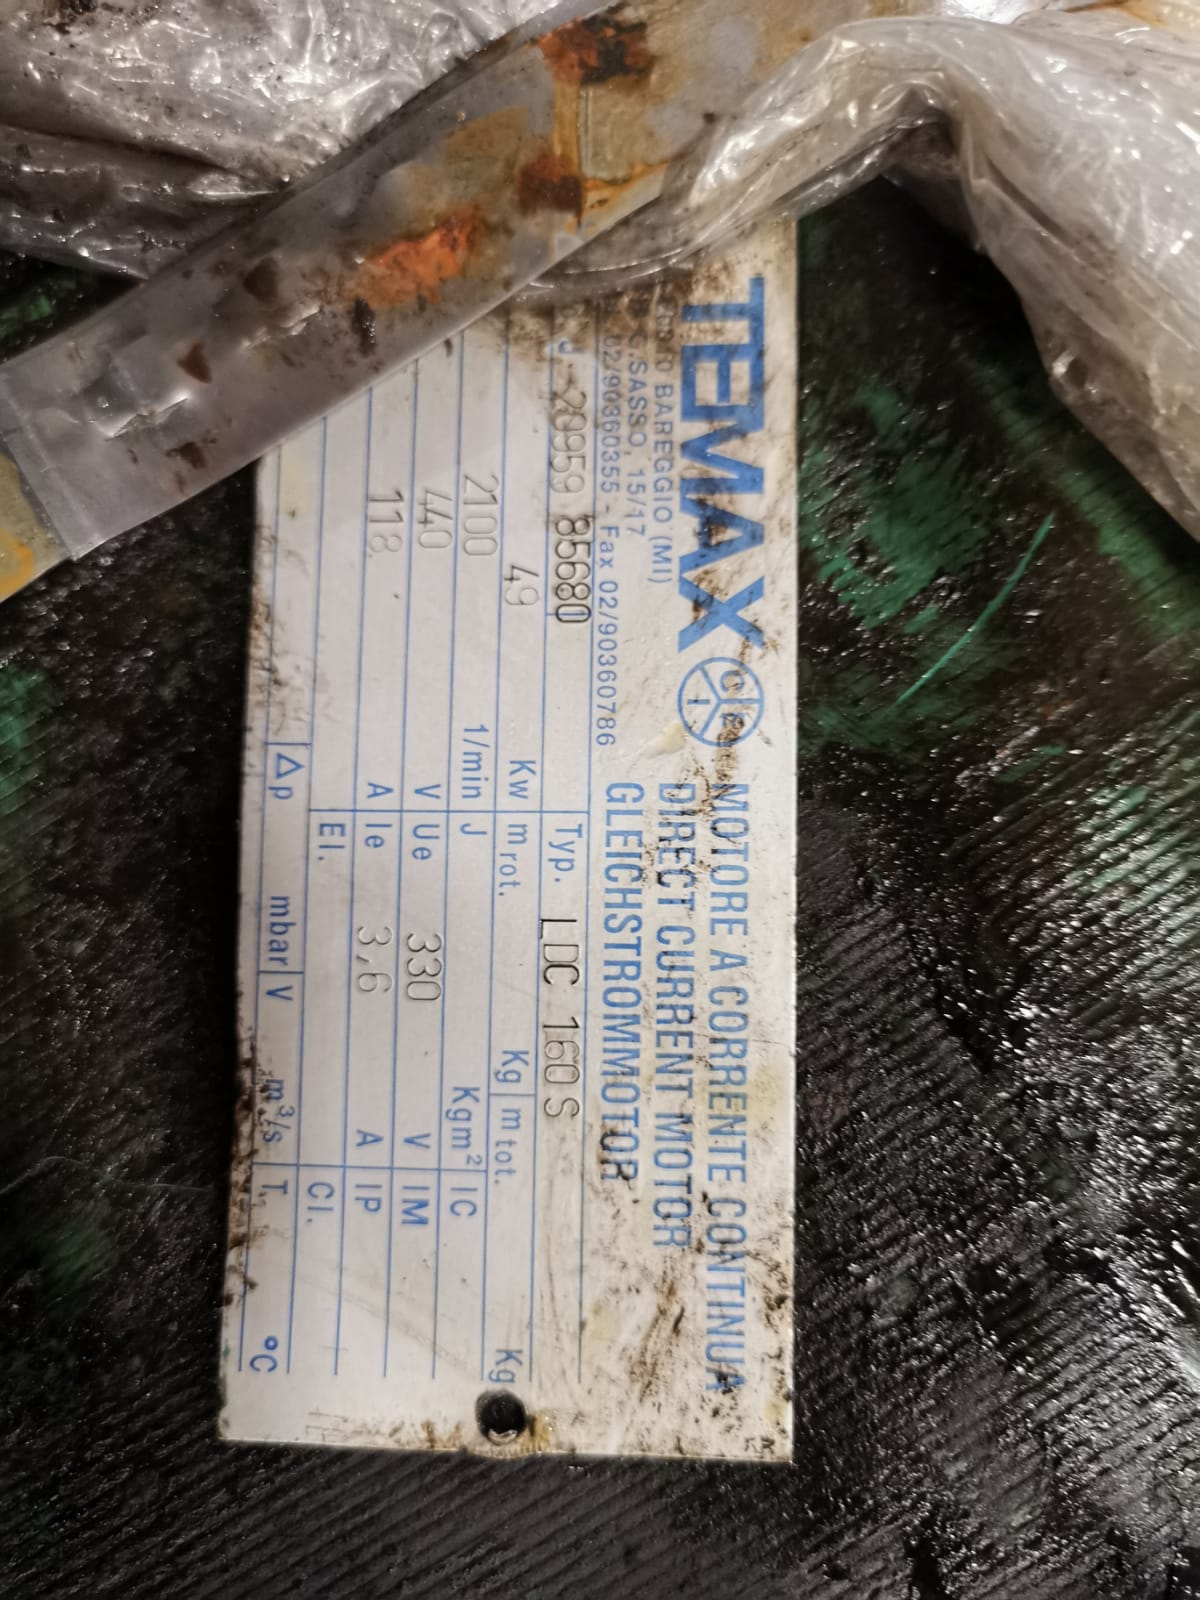 TEMAX
MOTORE A CORRENTE CONTINUA
DIRECT CURRENT MOTOR
GLEICHSTROMMOTOR
BAREGGIO (MI)
SASSO, 15/17
02/90360355 - Fax 02/90360786
20959 85680 Typ. LDC 160 S
49 Kw m rot. Kg m tot. Kg
2100 1/min J Kgm² IC
440 V Ue 330 V IM
118 A Ie 3,6 A IP
El. Cl.
Δp mbar V m³/s T. °C